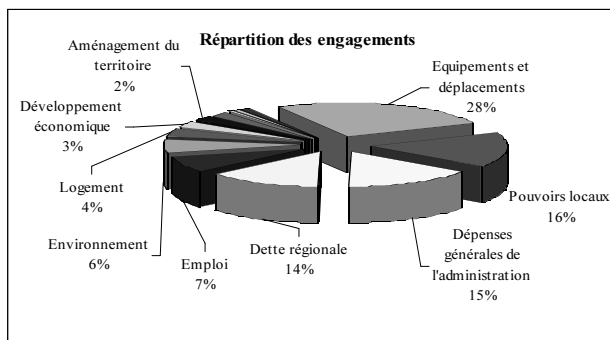 Répartition des engagements
Aménagement du
territoire
2%
Développement
économique
3%
Logement
4%
Environnement
6%
Emploi
7%
Dette régionale
14%
Dépenses
générales de
l'administration
15%
Pouvoirs locaux
16%
Equipements et
déplacements
28%